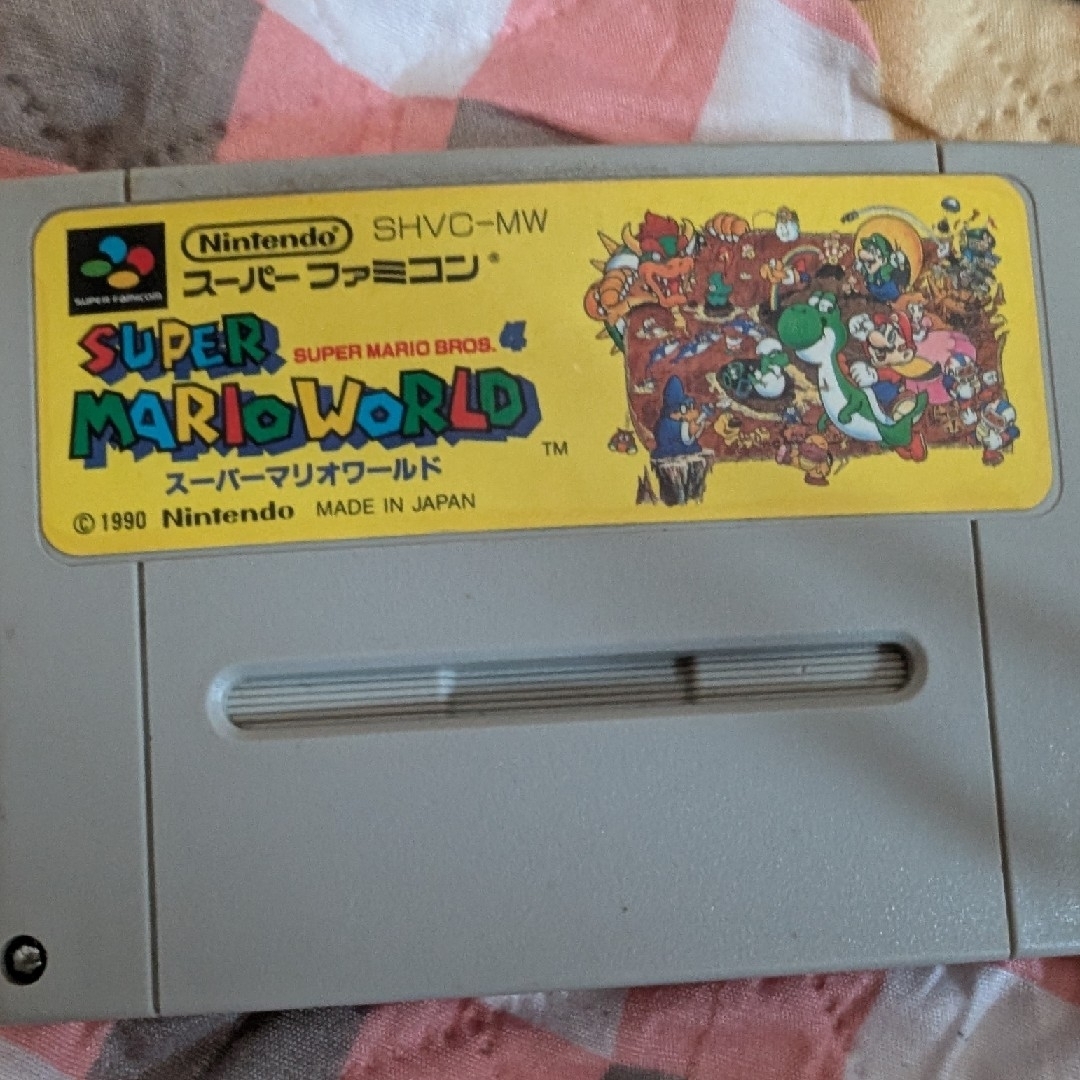 SUPER FAMICOM
Nintendo® SHVC-MW
スーパーファミコン®
SUPER SUPER MARIO BROS. 4
MARIO WORLD ™
スーパーマリオワールド
©1990 Nintendo MADE IN JAPAN